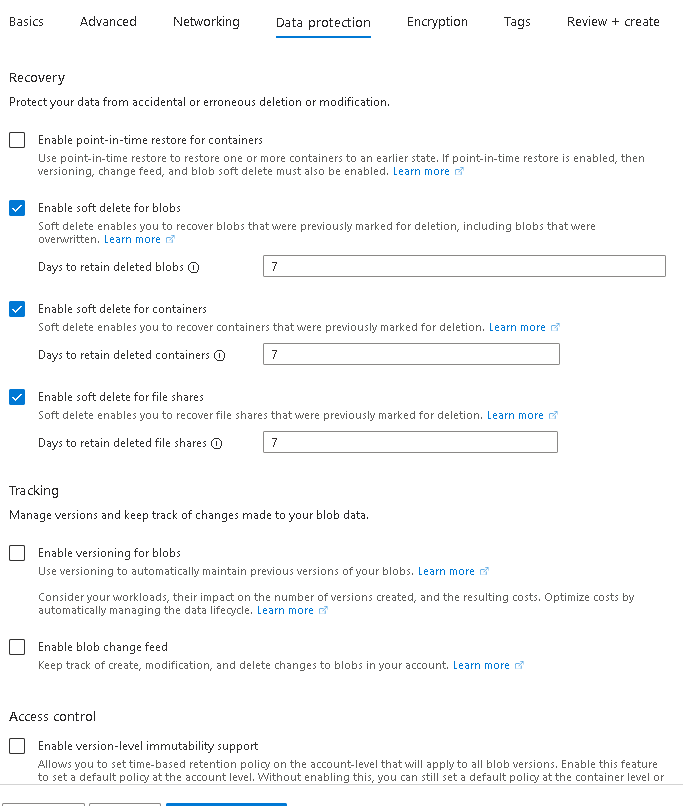 Basics Advanced Networking Data protection Encryption Tags Review + create
Recovery
Protect your data from accidental or erroneous deletion or modification.
Enable point-in-time restore for containers
Use point-in-time restore to restore one or more containers to an earlier state. If point-in-time restore is enabled, then
versioning, change feed, and blob soft delete must also be enabled. Learn more
Enable soft delete for blobs
Soft delete enables you to recover blobs that were previously marked for deletion, including blobs that were
overwritten. Learn more
Days to retain deleted blobs 7
Enable soft delete for containers
Soft delete enables you to recover containers that were previously marked for deletion. Learn more
Days to retain deleted containers 7
Enable soft delete for file shares
Soft delete enables you to recover file shares that were previously marked for deletion. Learn more
Days to retain deleted file shares 7
Tracking
Manage versions and keep track of changes made to your blob data.
Enable versioning for blobs
Use versioning to automatically maintain previous versions of your blobs. Learn more
Consider your workloads, their impact on the number of versions created, and the resulting costs. Optimize costs by
automatically managing the data lifecycle. Learn more
Enable blob change feed
Keep track of create, modification, and delete changes to blobs in your account. Learn more
Access control
Enable version-level immutability support
Allows you to set time-based retention policy on the account-level that will apply to all blob versions. Enable this feature
to set a default policy at the account level. Without enabling this, you can still set a default policy at the container level or